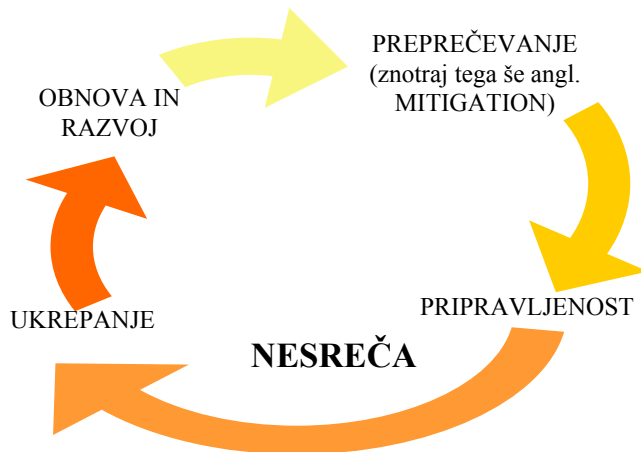 PREPREČEVANJE
(znotraj tega še angl.
MITIGATION)
OBNOVA IN
RAZVOJ
PRIPRAVLJENOST
UKREPANJE
NESREČA